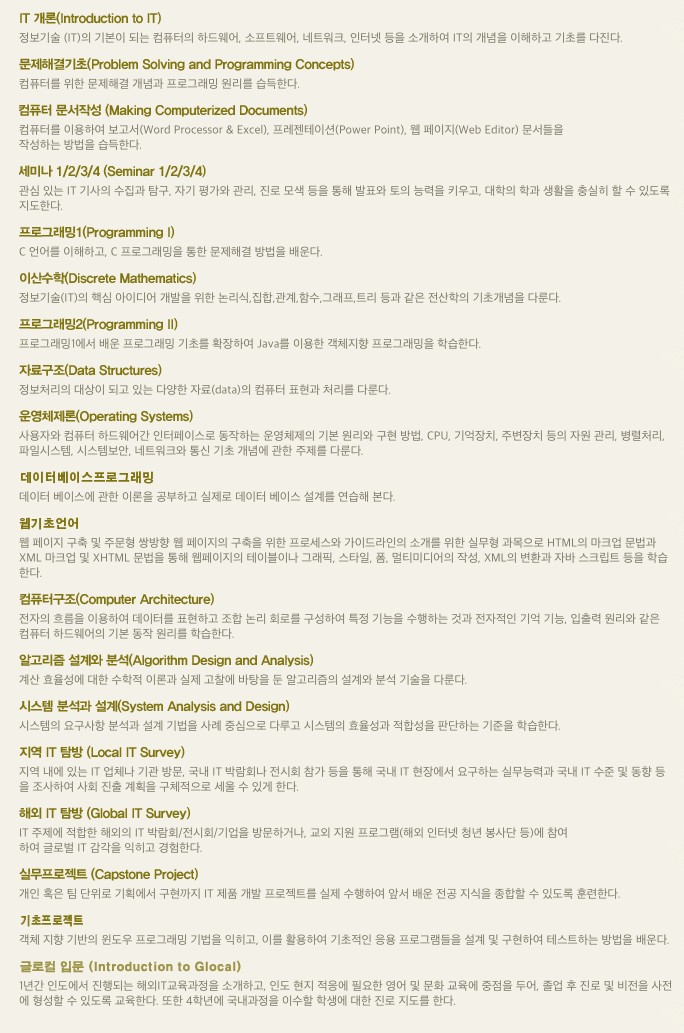 IT 개론(Introduction to IT)
정보기술 (IT)의 기본이 되는 컴퓨터의 하드웨어, 소프트웨어, 네트워크, 인터넷 등을 소개하여 IT의 개념을 이해하고 기초를 다진다.
문제해결기초(Problem Solving and Programming Concepts)
컴퓨터를 위한 문제해결 개념과 프로그래밍 원리를 습득한다.
컴퓨터 문서작성 (Making Computerized Documents)
컴퓨터를 이용하여 보고서(Word Processor & Excel), 프레젠테이션(Power Point), 웹 페이지(Web Editor) 문서들을
작성하는 방법을 습득한다.
세미나 1/2/3/4 (Seminar 1/2/3/4)
관심 있는 IT 기사의 수집과 탐구, 자기 평가와 관리, 진로 모색 등을 통해 발표와 토의 능력을 키우고, 대학의 학과 생활을 충실히 할 수 있도록
지도한다.
프로그래밍1(Programming I)
C 언어를 이해하고, C 프로그래밍을 통한 문제해결 방법을 배운다.
이산수학(Discrete Mathematics)
정보기술(IT)의 핵심 아이디어 개발을 위한 논리식,집합,관계,함수,그래프,트리 등과 같은 전산학의 기초개념을 다룬다.
프로그래밍2(Programming II)
프로그래밍1에서 배운 프로그래밍 기초를 확장하여 Java를 이용한 객체지향 프로그래밍을 학습한다.
자료구조(Data Structures)
정보처리의 대상이 되고 있는 다양한 자료(data)의 컴퓨터 표현과 처리를 다룬다.
운영체제론(Operating Systems)
사용자와 컴퓨터 하드웨어간 인터페이스로 동작하는 운영체제의 기본 원리와 구현 방법, CPU, 기억장치, 주변장치 등의 자원 관리, 병렬처리,
파일시스템, 시스템보안, 네트워크와 통신 기초 개념에 관한 주제를 다룬다.
데이터베이스프로그래밍
데이터 베이스에 관한 이론을 공부하고 실제로 데이터 베이스 설계를 연습해 본다.
웹기초언어
웹 페이지 구축 및 주문형 쌍방향 웹 페이지의 구축을 위한 프로세스와 가이드라인의 소개를 위한 실무형 과목으로 HTML의 마크업 문법과
XML 마크업 및 XHTML 문법을 통해 웹페이지의 테이블이나 그래픽, 스타일, 폼, 멀티미디어의 작성, XML의 변환과 자바 스크립트 등을 학습
한다.
컴퓨터구조(Computer Architecture)
전자의 흐름을 이용하여 데이터를 표현하고 조합 논리 회로를 구성하여 특정 기능을 수행하는 것과 전자적인 기억 기능, 입출력 원리와 같은
컴퓨터 하드웨어의 기본 동작 원리를 학습한다.
알고리즘 설계와 분석(Algorithm Design and Analysis)
계산 효율성에 대한 수학적 이론과 실제 고찰에 바탕을 둔 알고리즘의 설계와 분석 기술을 다룬다.
시스템 분석과 설계(System Analysis and Design)
시스템의 요구사항 분석과 설계 기법을 사례 중심으로 다루고 시스템의 효율성과 적합성을 판단하는 기준을 학습한다.
지역 IT 탐방 (Local IT Survey)
지역 내에 있는 IT 업체나 기관 방문, 국내 IT 박람회나 전시회 참가 등을 통해 국내 IT 현장에서 요구하는 실무능력과 국내 IT 수준 및 동향 등
을 조사하여 사회 진출 계획을 구체적으로 세울 수 있게 한다.
해외 IT 탐방 (Global IT Survey)
IT 주제에 적합한 해외의 IT 박람회/전시회/기업을 방문하거나, 교외 지원 프로그램(해외 인터넷 청년 봉사단 등)에 참여
하여 글로벌 IT 감각을 익히고 경험한다.
실무프로젝트 (Capstone Project)
개인 혹은 팀 단위로 기획에서 구현까지 IT 제품 개발 프로젝트를 실제 수행하여 앞서 배운 전공 지식을 종합할 수 있도록 훈련한다.
기초프로젝트
객체 지향 기반의 윈도우 프로그래밍 기법을 익히고, 이를 활용하여 기초적인 응용 프로그램들을 설계 및 구현하여 테스트하는 방법을 배운다.
글로컬 입문 (Introduction to Glocal)
1년간 인도에서 진행되는 해외IT교육과정을 소개하고, 인도 현지 적응에 필요한 영어 및 문화 교육에 중점을 두어, 졸업 후 진로 및 비전을 사전
에 형성할 수 있도록 교육한다. 또한 4학년에 국내과정을 이수할 학생에 대한 진로 지도를 한다.